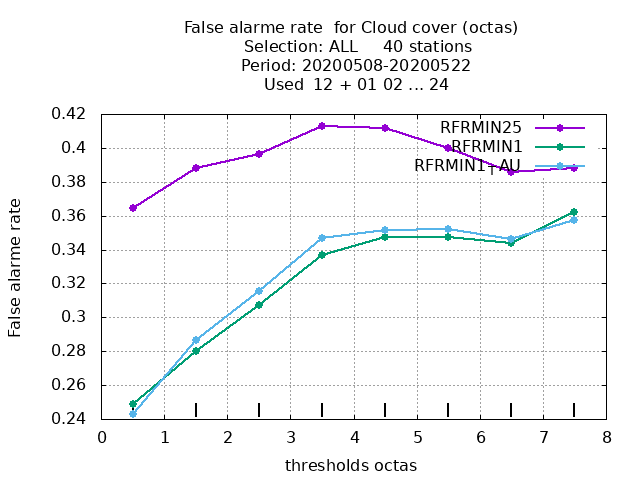 False alarme rate  for Cloud cover (octas)
Selection: ALL     40 stations
Period: 20200508-20200522
Used  12 + 01 02 ... 24
False alarme rate
0.42
0.4
0.38
0.36
0.34
0.32
0.3
0.28
0.26
0.24
RFRMIN25
RFRMIN1
RFRMIN1+AU
0 1 2 3 4 5 6 7 8
thresholds octas